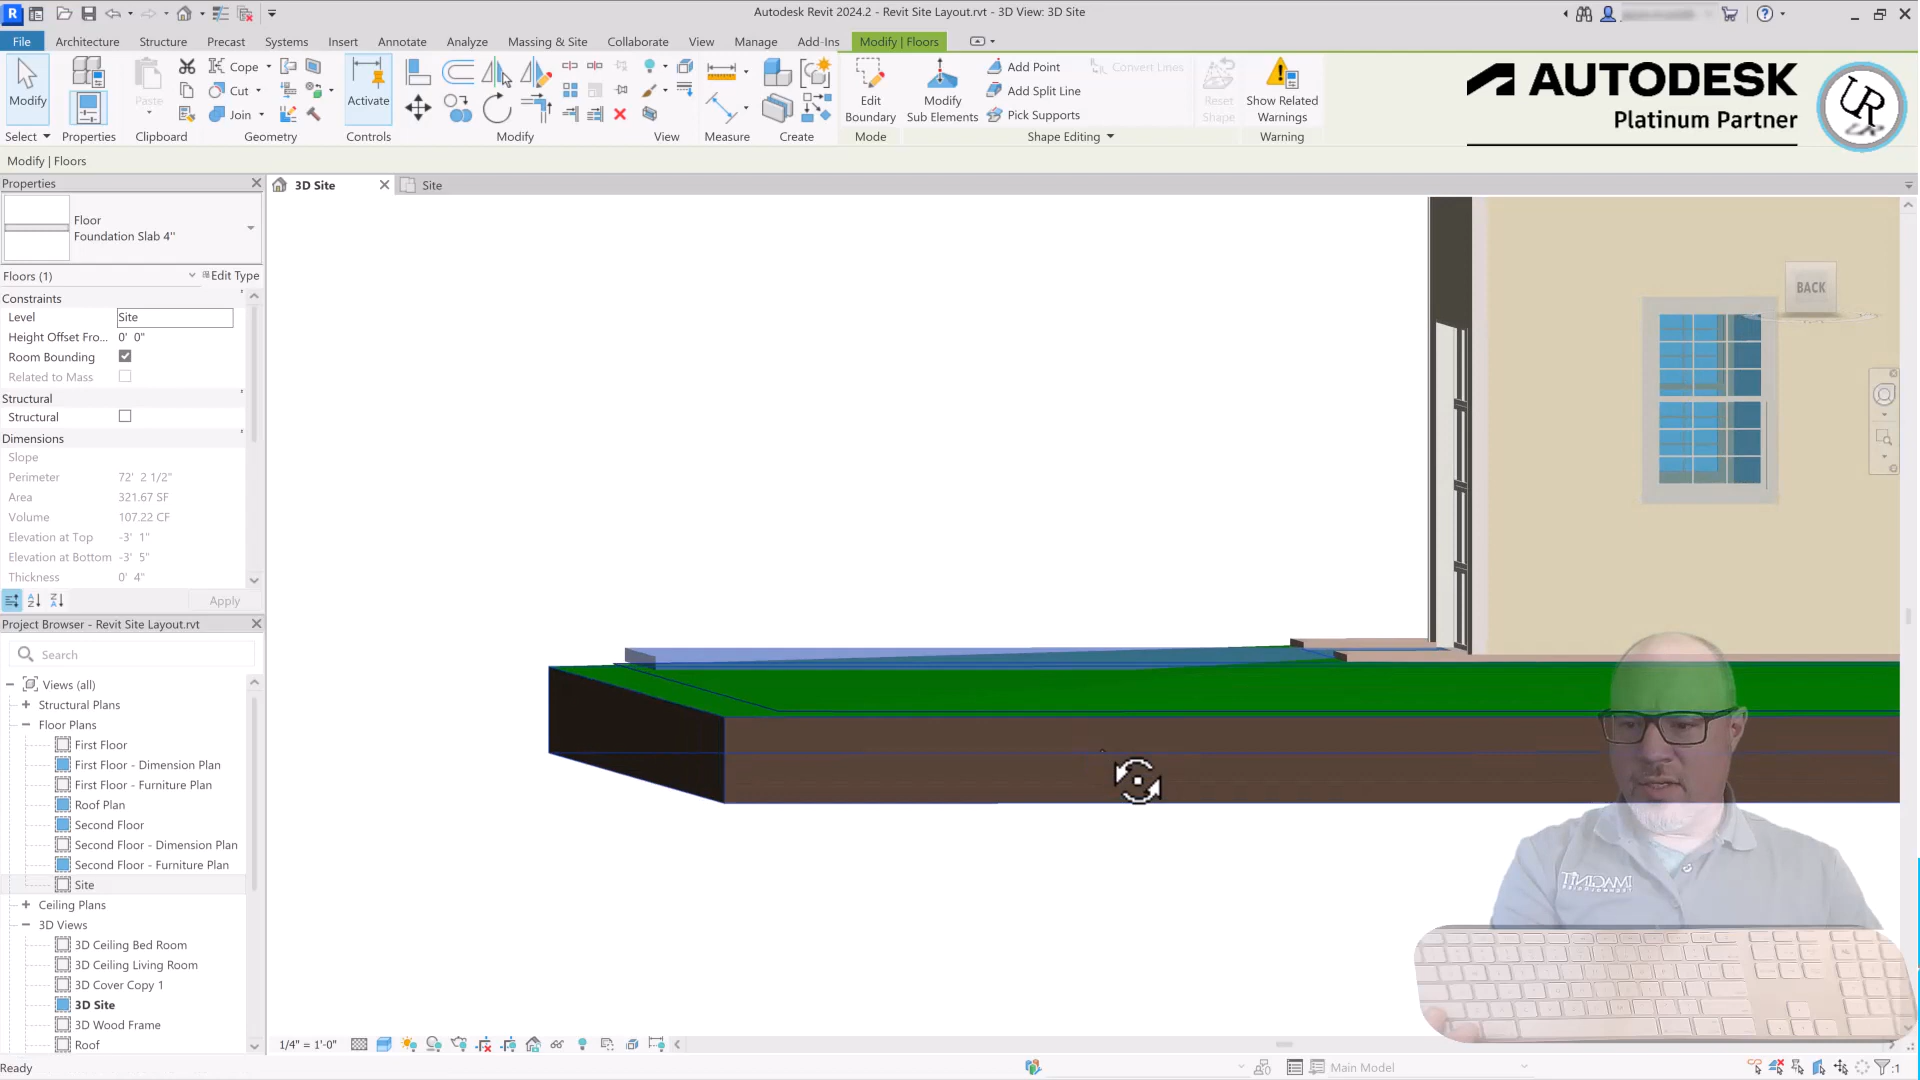 Autodesk Revit 2024.2 - Revit Site Layout.rvt - 3D View: 3D Site
File Architecture Structure Precast Systems Insert Annotate Analyze Massing & Site Collaborate View Manage Add-Ins Modify | Floors
Modify
Select
Properties
Paste
Clipboard
Cope
Cut
Join
Geometry
Activate
Controls
Modify
View
Measure
Create
Edit
Boundary
Mode
Modify
Sub Elements
Add Point
Add Split Line
Pick Supports
Convert Lines
Shape Editing
Reset
Shape
Show Related
Warnings
Warning
AUTODESK
Platinum Partner
UR
Modify | Floors
Properties
Floor
Foundation Slab 4"
Floors (1)
Edit Type
Constraints
Level Site
Height Offset Fro... 0' 0"
Room Bounding
Related to Mass
Structural
Structural
Dimensions
Slope
Perimeter 72' 2 1/2"
Area 321.67 SF
Volume 107.22 CF
Elevation at Top -3' 1"
Elevation at Bottom -3' 5"
Thickness 0' 4"
Apply
Project Browser - Revit Site Layout.rvt
Search
Views (all)
Structural Plans
Floor Plans
First Floor
First Floor - Dimension Plan
First Floor - Furniture Plan
Roof Plan
Second Floor
Second Floor - Dimension Plan
Second Floor - Furniture Plan
Site
Ceiling Plans
3D Views
3D Ceiling Bed Room
3D Ceiling Living Room
3D Cover Copy 1
3D Site
3D Wood Frame
Roof
3D Site
Site
BACK
IMAGINiT
TECHNOLOGIES
1/4" = 1'-0"
Ready
Main Model
:1